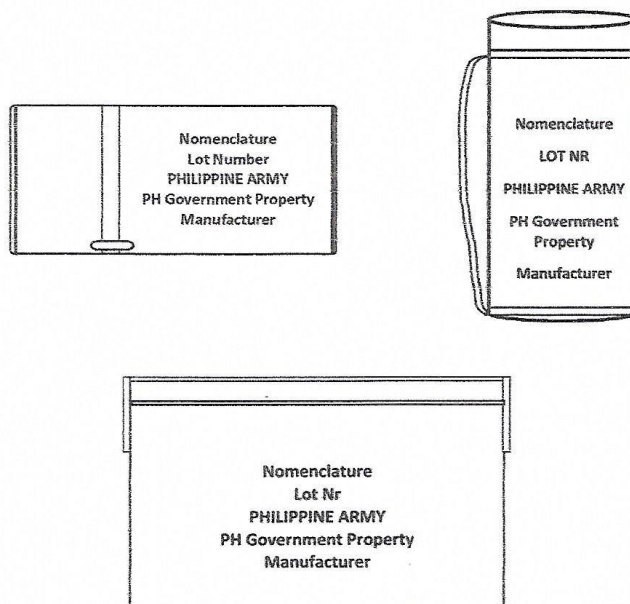 Nomenclature
Lot Number
PHILIPPINE ARMY
PH Government Property
Manufacturer
Nomenclature
LOT NR
PHILIPPINE ARMY
PH Government
Property
Manufacturer
Nomenclature
Lot Nr
PHILIPPINE ARMY
PH Government Property
Manufacturer